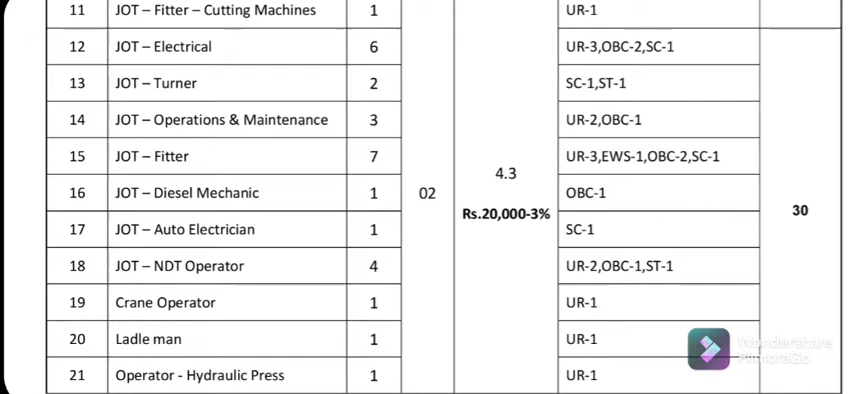 11 JOT – Fitter – Cutting Machines 1 UR-1
12 JOT – Electrical 6 UR-3,OBC-2,SC-1
13 JOT – Turner 2 SC-1,ST-1
14 JOT – Operations & Maintenance 3 UR-2,OBC-1
15 JOT – Fitter 7 UR-3,EWS-1,OBC-2,SC-1
4.3
16 JOT – Diesel Mechanic 1 02 OBC-1
Rs.20,000-3% 30
17 JOT – Auto Electrician 1 SC-1
18 JOT – NDT Operator 4 UR-2,OBC-1,ST-1
19 Crane Operator 1 UR-1
20 Ladle man 1 UR-1
Wondershare
FilmoraGo
21 Operator - Hydraulic Press 1 UR-1